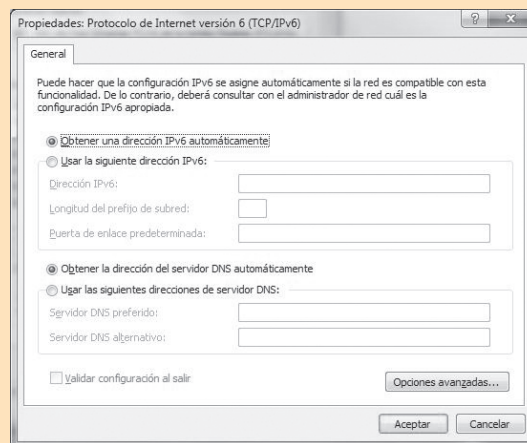 Propiedades: Protocolo de Internet versión 6 (TCP/IPv6)
General
Puede hacer que la configuración IPv6 se asigne automáticamente si la red es compatible con esta
funcionalidad. De lo contrario, deberá consultar con el administrador de red cuál es la
configuración IPv6 apropiada.
Obtener una dirección IPv6 automáticamente
Usar la siguiente dirección IPv6:
Dirección IPv6:
Longitud del prefijo de subred:
Puerta de enlace predeterminada:
Obtener la dirección del servidor DNS automáticamente
Usar las siguientes direcciones de servidor DNS:
Servidor DNS preferido:
Servidor DNS alternativo:
Validar configuración al salir
Opciones avanzadas...
Aceptar Cancelar